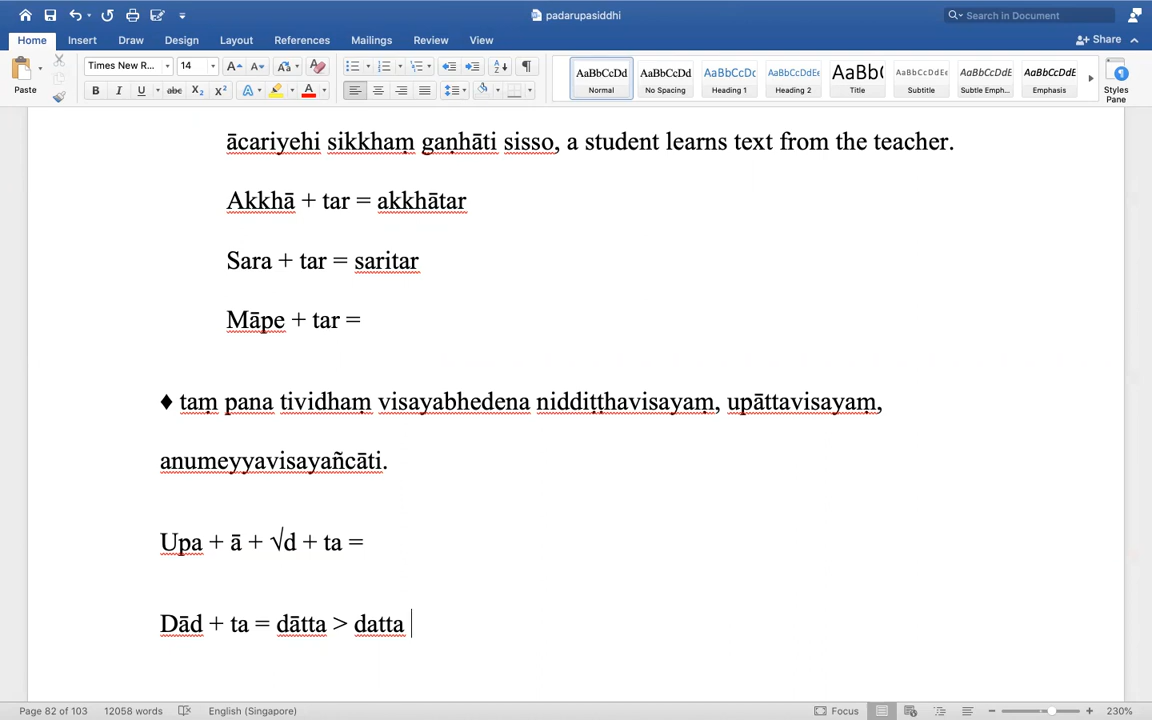 padarupasiddhi
Search in Document
Home Insert Draw Design Layout References Mailings Review View
Share
Paste
Times New R... 14
AaBbCcDd AaBbCcDd AaBbCcDc AaBbCcDdEe AaBb( AaBbCcDdEe AaBbCcDdEe AaBbCcDdEe
Normal No Spacing Heading 1 Heading 2 Title Subtitle Subtle Emph... Emphasis
Styles Pane
ācariyehi sikkhaṃ gaṇhāti sisso, a student learns text from the teacher.
Akkhā + tar = akkhātar
Sara + tar = saritar
Māpe + tar =
♦ taṃ pana tividhaṃ visayabhedena niddiṭṭhavisayaṃ, upāttavisayaṃ,
anumeyyavisayañcāti.
Upa + ā + √d + ta =
Dād + ta = dātta > datta
Page 82 of 103 12058 words English (Singapore) Focus 230%